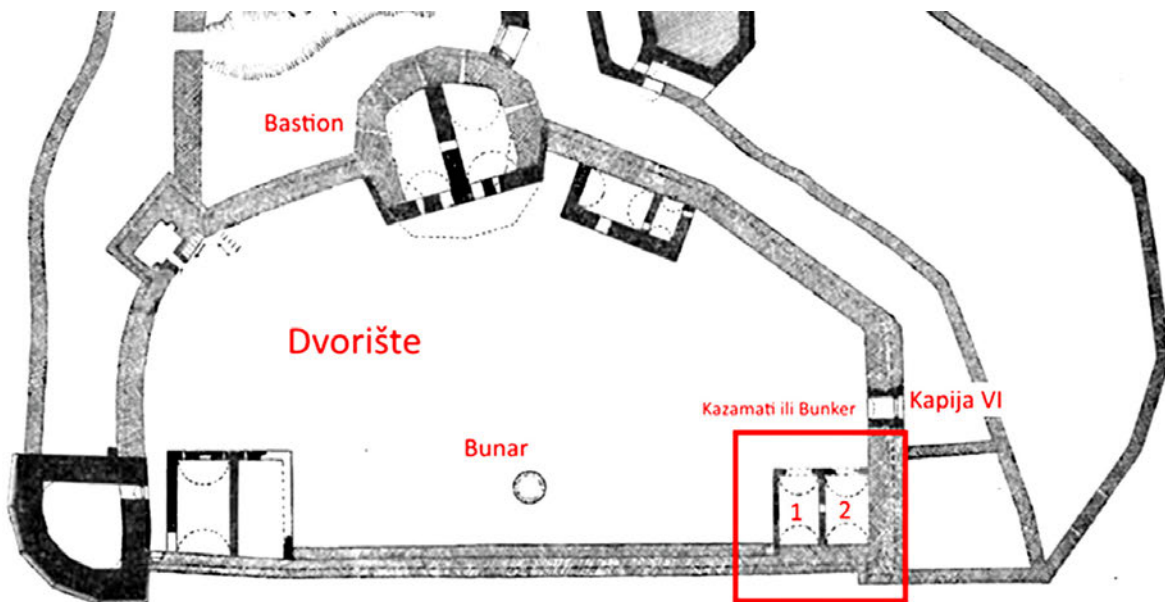 Bastion
Dvorište
Kazamati ili Bunker
Kapija VI
Bunar
1
2